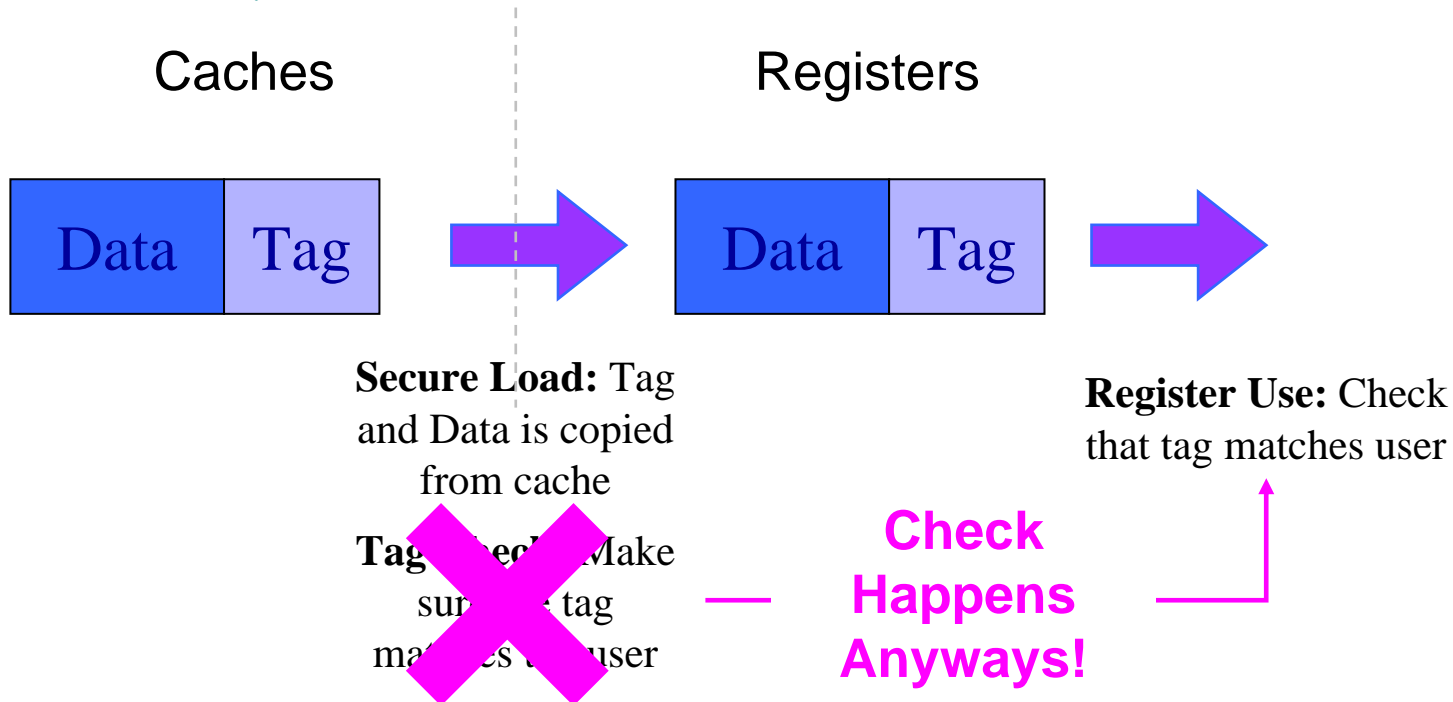 Caches
Registers
Data Tag
Data Tag
Secure Load: Tag
and Data is copied
from cache
Register Use: Check
that tag matches user
Make
tag
user
Check
Happens
Anyways!